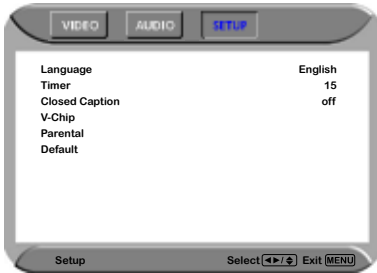 VIDEO AUDIO SETUP
Language English
Timer 15
Closed Caption off
V-Chip
Parental
Default
Setup Select ◄►/♦ Exit MENU